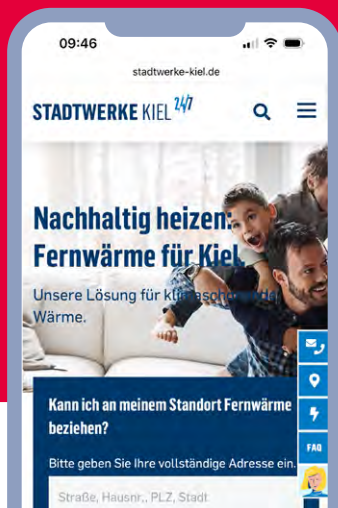 09:46
stadtwerke-kiel.de
STADTWERKE KIEL 24/7
Nachhaltig heizen:
Fernwärme für Kiel.
Unsere Lösung für klimaschonende
Wärme.
Kann ich an meinem Standort Fernwärme
beziehen?
FAQ
Bitte geben Sie Ihre vollständige Adresse ein.
Straße, Hausnr., PLZ, Stadt